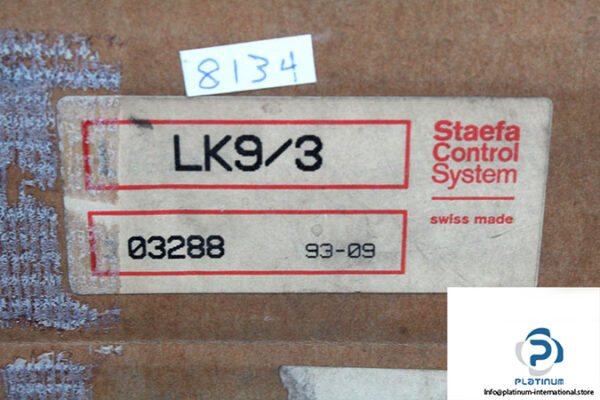 8134
LK9/3
Staefa
Control
System
swiss made
03288 93-09
PLATINUM
Info@platinum-international.store